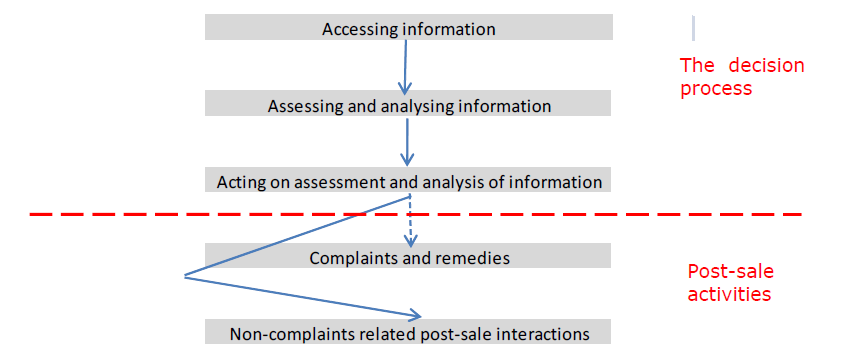 Accessing information
The decision
process
Assessing and analysing information
Acting on assessment and analysis of information
Complaints and remedies
Post-sale
activities
Non-complaints related post-sale interactions